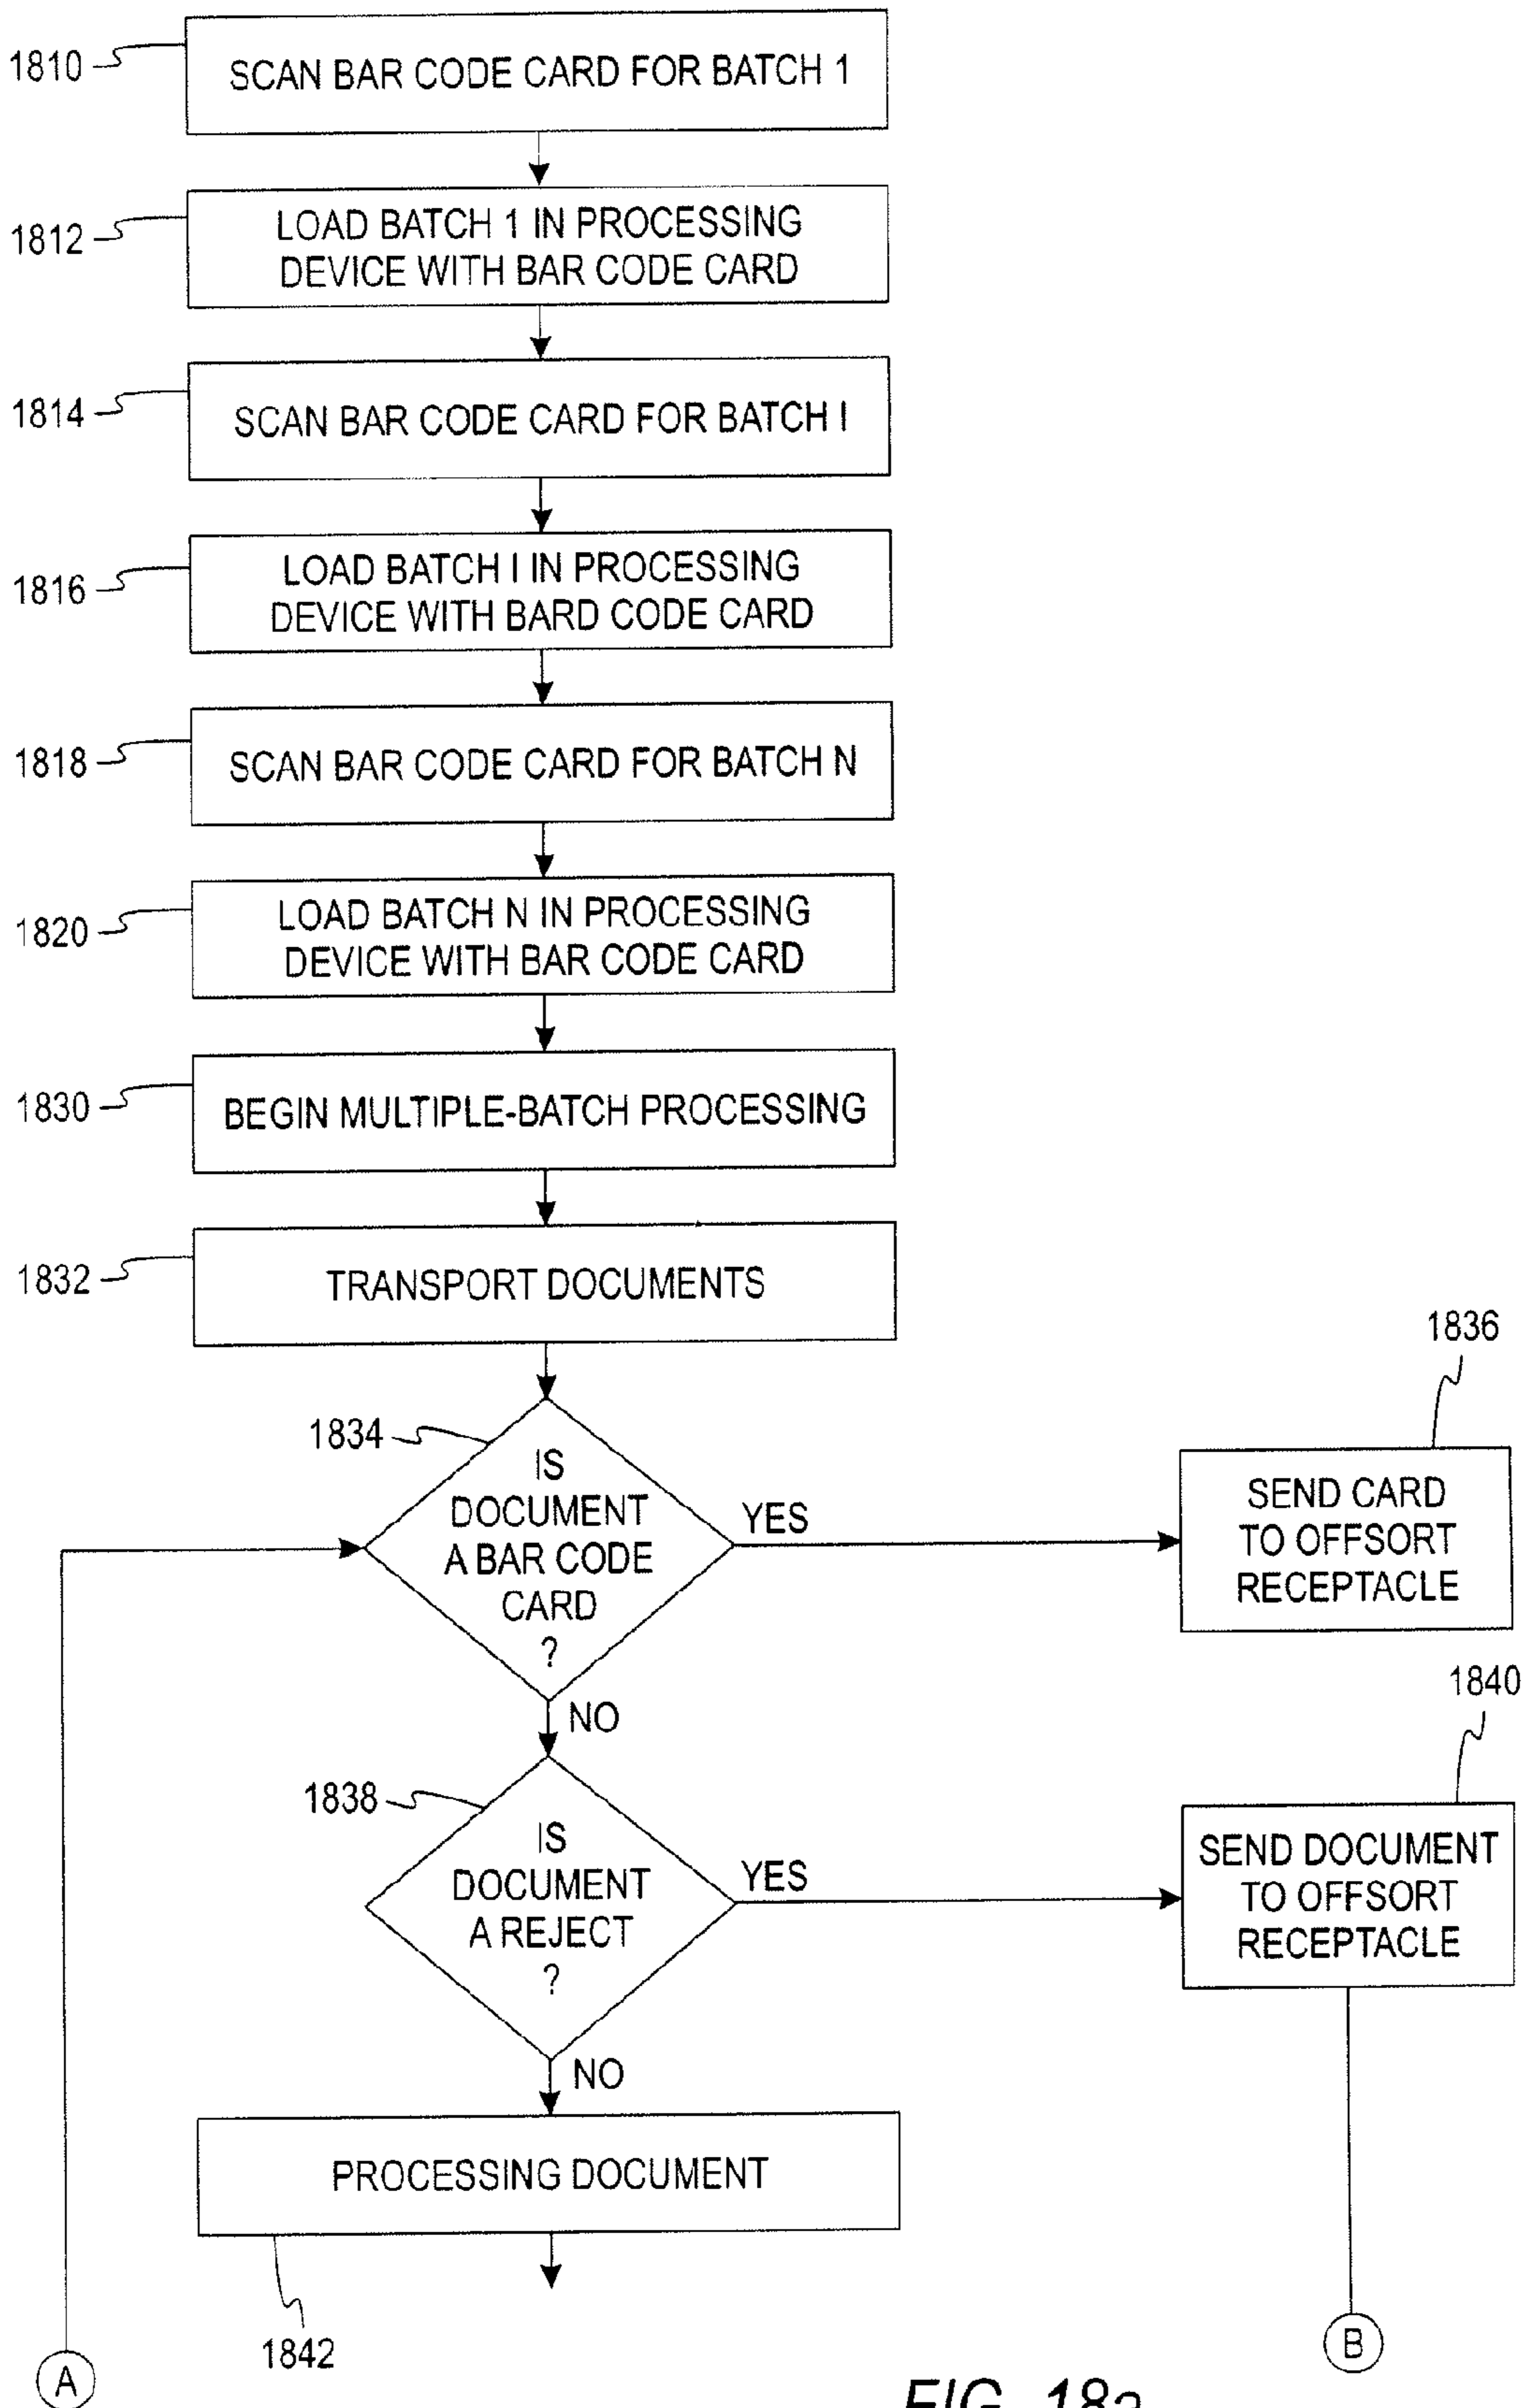 1810
SCAN BAR CODE CARD FOR BATCH 1
1812
LOAD BATCH 1 IN PROCESSING
DEVICE WITH BAR CODE CARD
1814
SCAN BAR CODE CARD FOR BATCH I
1816
LOAD BATCH I IN PROCESSING
DEVICE WITH BARD CODE CARD
1818
SCAN BAR CODE CARD FOR BATCH N
1820
LOAD BATCH N IN PROCESSING
DEVICE WITH BAR CODE CARD
1830
BEGIN MULTIPLE-BATCH PROCESSING
1832
TRANSPORT DOCUMENTS
1834
IS
DOCUMENT
A BAR CODE
CARD
?
YES
1836
SEND CARD
TO OFFSORT
RECEPTACLE
NO
1838
IS
DOCUMENT
A REJECT
?
YES
1840
SEND DOCUMENT
TO OFFSORT
RECEPTACLE
NO
PROCESSING DOCUMENT
1842
A
B
FIG. 18a